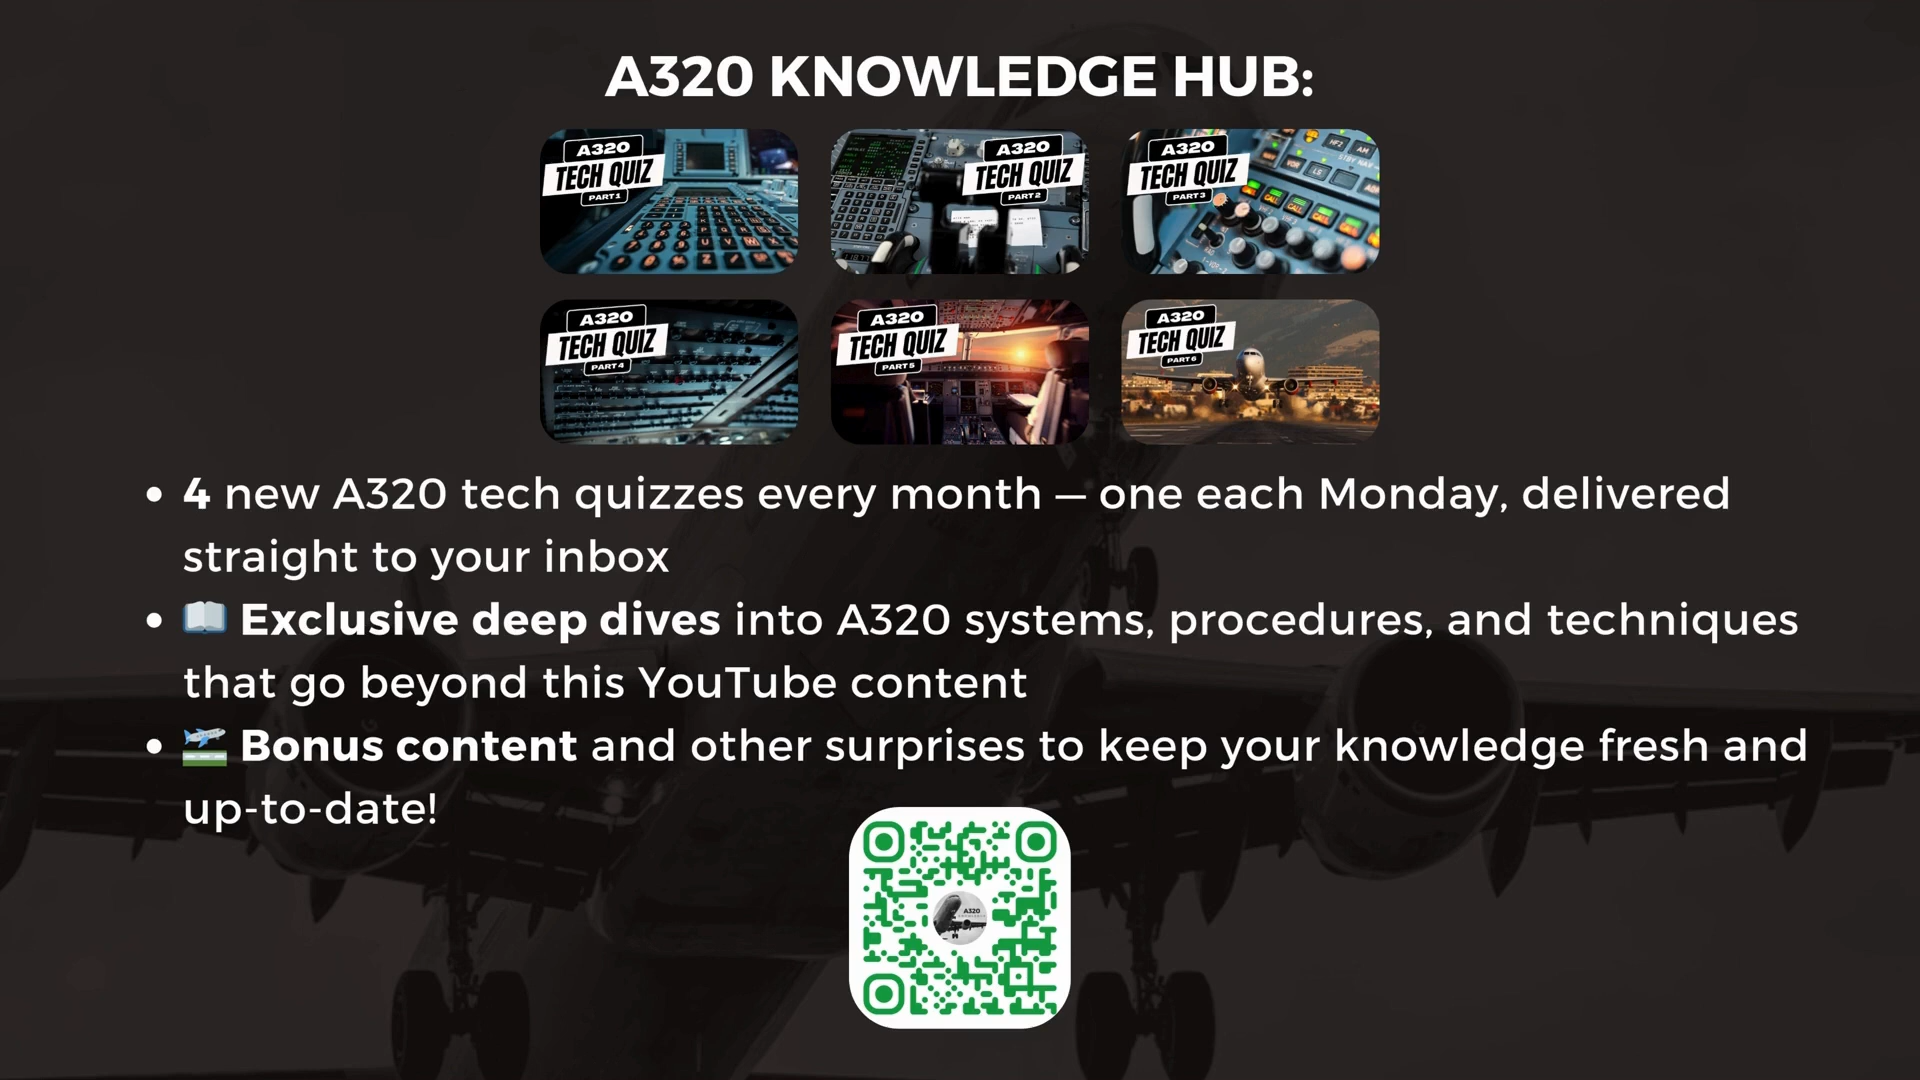 A320 KNOWLEDGE HUB:
A320
TECH QUIZ
PART 1
A320
TECH QUIZ
PART 2
A320
TECH QUIZ
PART 3
A320
TECH QUIZ
PART 4
A320
TECH QUIZ
PART 5
A320
TECH QUIZ
PART 6
• 4 new A320 tech quizzes every month — one each Monday, delivered
straight to your inbox
• 📖 Exclusive deep dives into A320 systems, procedures, and techniques
that go beyond this YouTube content
• 🛫 Bonus content and other surprises to keep your knowledge fresh and
up-to-date!
A320